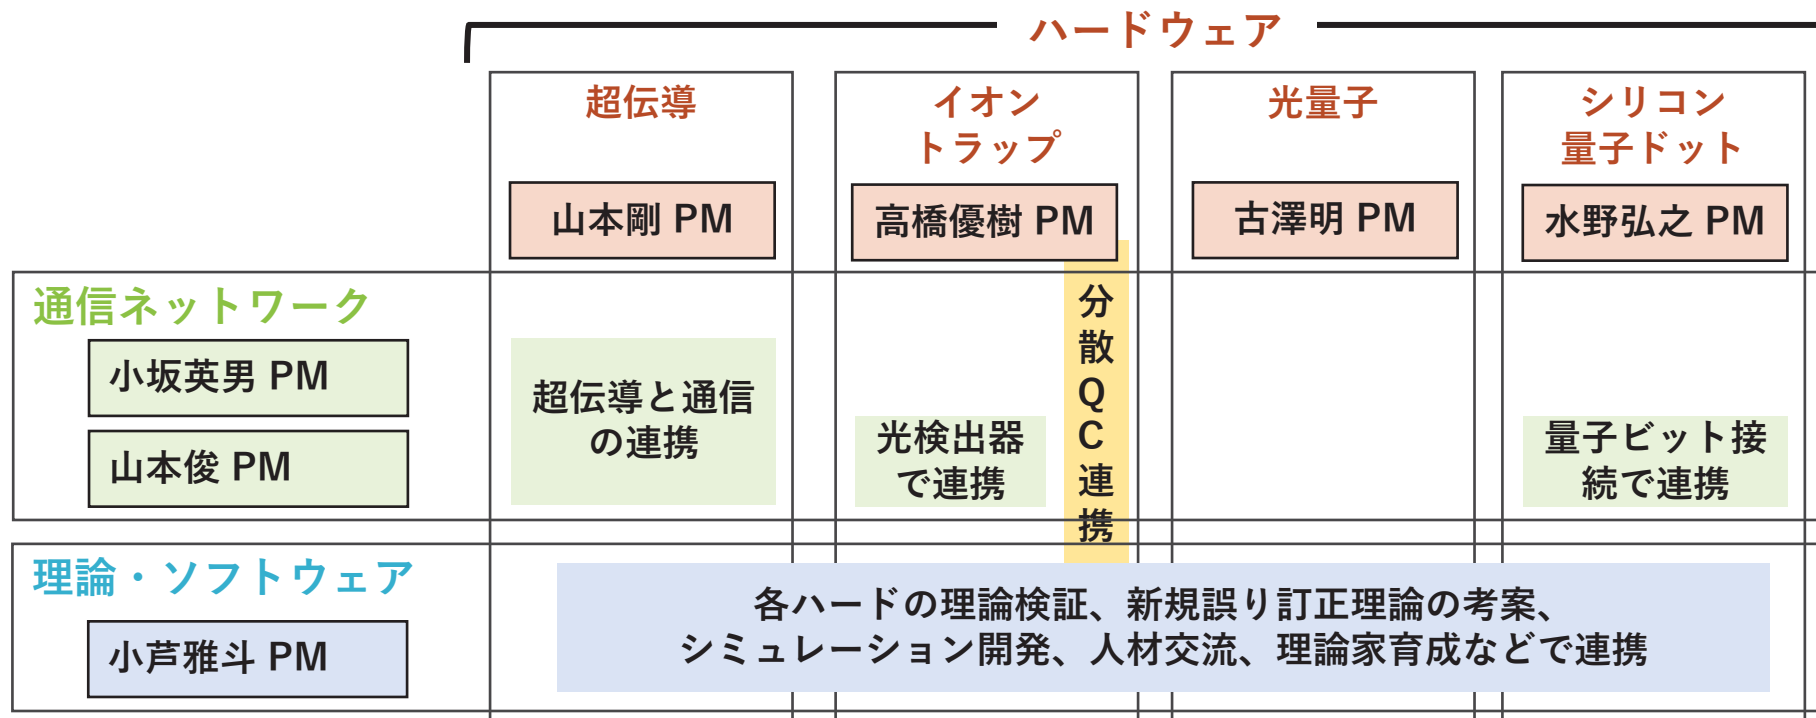 ハードウェア
超伝導
山本剛 PM
イオン
トラップ
高橋優樹 PM
光量子
古澤明 PM
シリコン
量子ドット
水野弘之 PM
通信ネットワーク
小坂英男 PM
山本俊 PM
超伝導と通信
の連携
光検出器
で連携
分散QC連携
量子ビット接
続で連携
理論・ソフトウェア
小芦雅斗 PM
各ハードの理論検証、新規誤り訂正理論の考案、
シミュレーション開発、人材交流、理論家育成などで連携